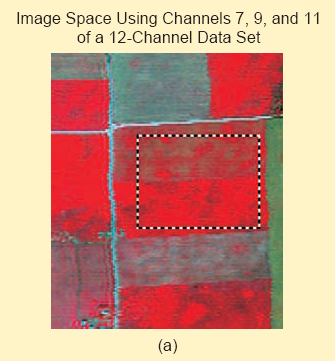 Image Space Using Channels 7, 9, and 11
of a 12-Channel Data Set
(a)